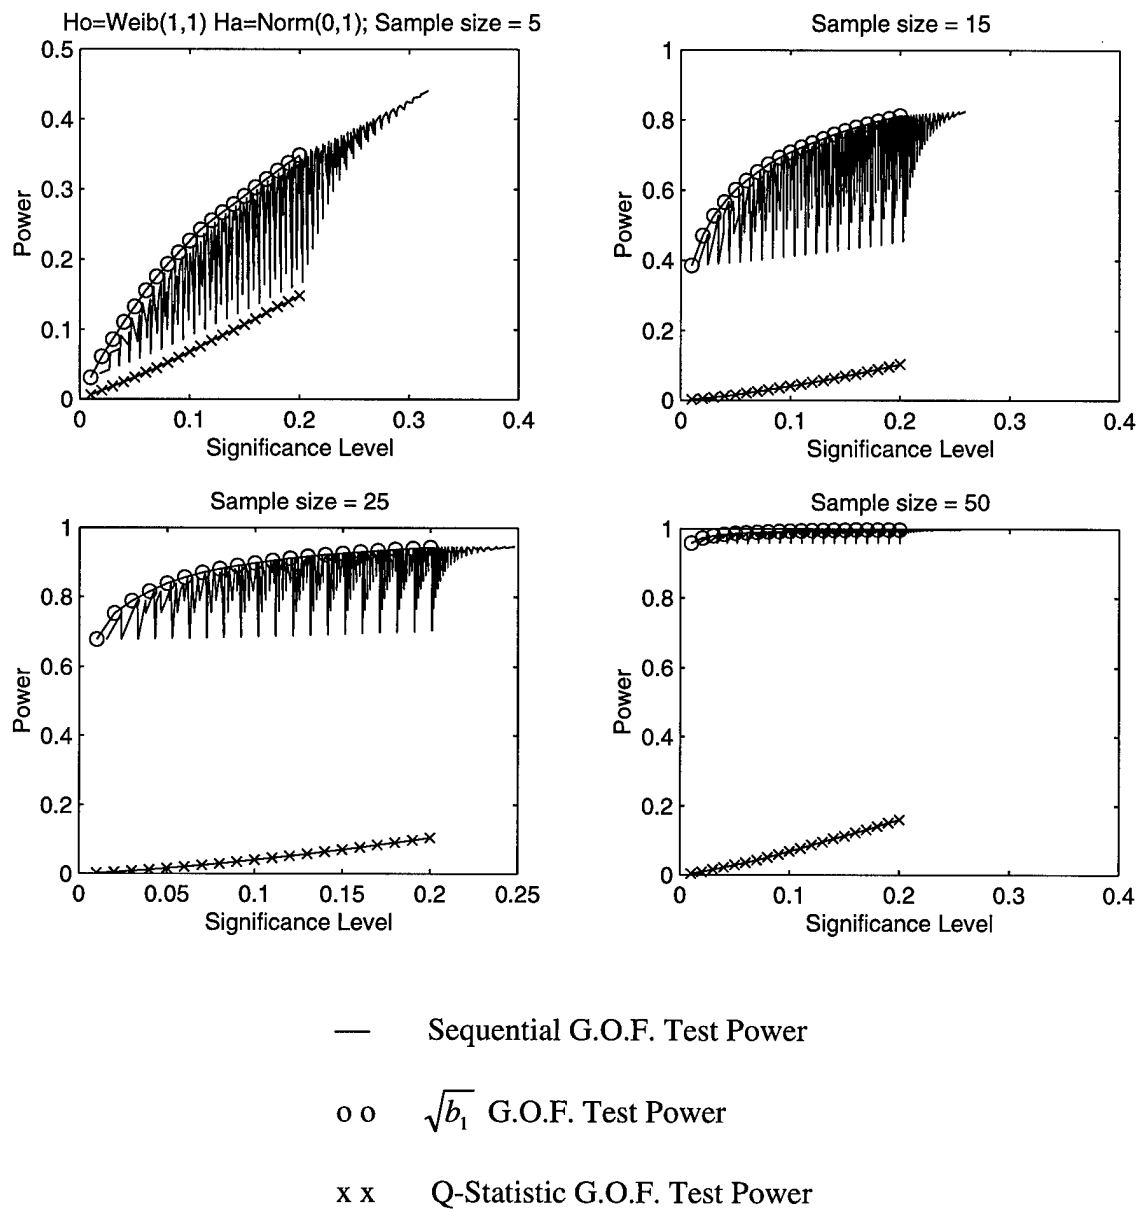 Ho=Weib(1,1) Ha=Norm(0,1); Sample size = 5
0.5
0.4
0.3
0.2
0.1
0
Power
0 0.1 0.2 0.3 0.4
Significance Level
Sample size = 15
1
0.8
0.6
0.4
0.2
0
Power
0 0.1 0.2 0.3 0.4
Significance Level
Sample size = 25
1
0.8
0.6
0.4
0.2
0
Power
0 0.05 0.1 0.15 0.2 0.25
Significance Level
Sample size = 50
1
0.8
0.6
0.4
0.2
0
Power
0 0.1 0.2 0.3 0.4
Significance Level
— Sequential G.O.F. Test Power
o o √b₁ G.O.F. Test Power
x x Q-Statistic G.O.F. Test Power